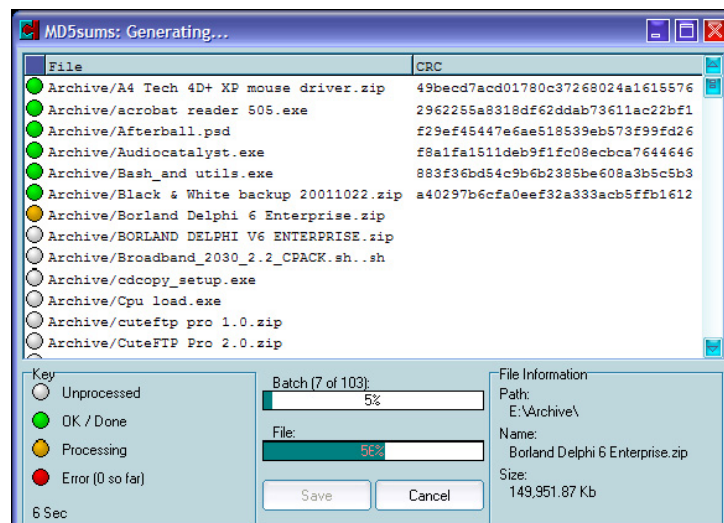 MD5sums: Generating...
File CRC
Archive/A4 Tech 4D+ XP mouse driver.zip 49becd7acd01780c37268024a1615576
Archive/acrobat reader 505.exe 2962255a8318df62ddab73611ac22bf1
Archive/Afterball.psd f29ef45447e6ae518539eb573f99fd26
Archive/Audiocatalyst.exe f8a1fa1511deb9f1fc08ecbca7644646
Archive/Bash_and utils.exe 883f36bd54c9b6b2385be608a3b5c5b3
Archive/Black & White backup 20011022.zip a40297b6cfa0eef32a333acb5ffb1612
Archive/Borland Delphi 6 Enterprise.zip
Archive/BORLAND DELPHI V6 ENTERPRISE.zip
Archive/Broadband_2030_2.2_CPACK.sh..sh
Archive/cdcopy_setup.exe
Archive/Cpu load.exe
Archive/cuteftp pro 1.0.zip
Archive/CuteFTP Pro 2.0.zip
Key
Unprocessed
OK / Done
Processing
Error (0 so far)
6 Sec
Batch (7 of 103):
5%
File:
56%
Save Cancel
File Information
Path:
E:\Archive\
Name:
Borland Delphi 6 Enterprise.zip
Size:
149,951.87 Kb